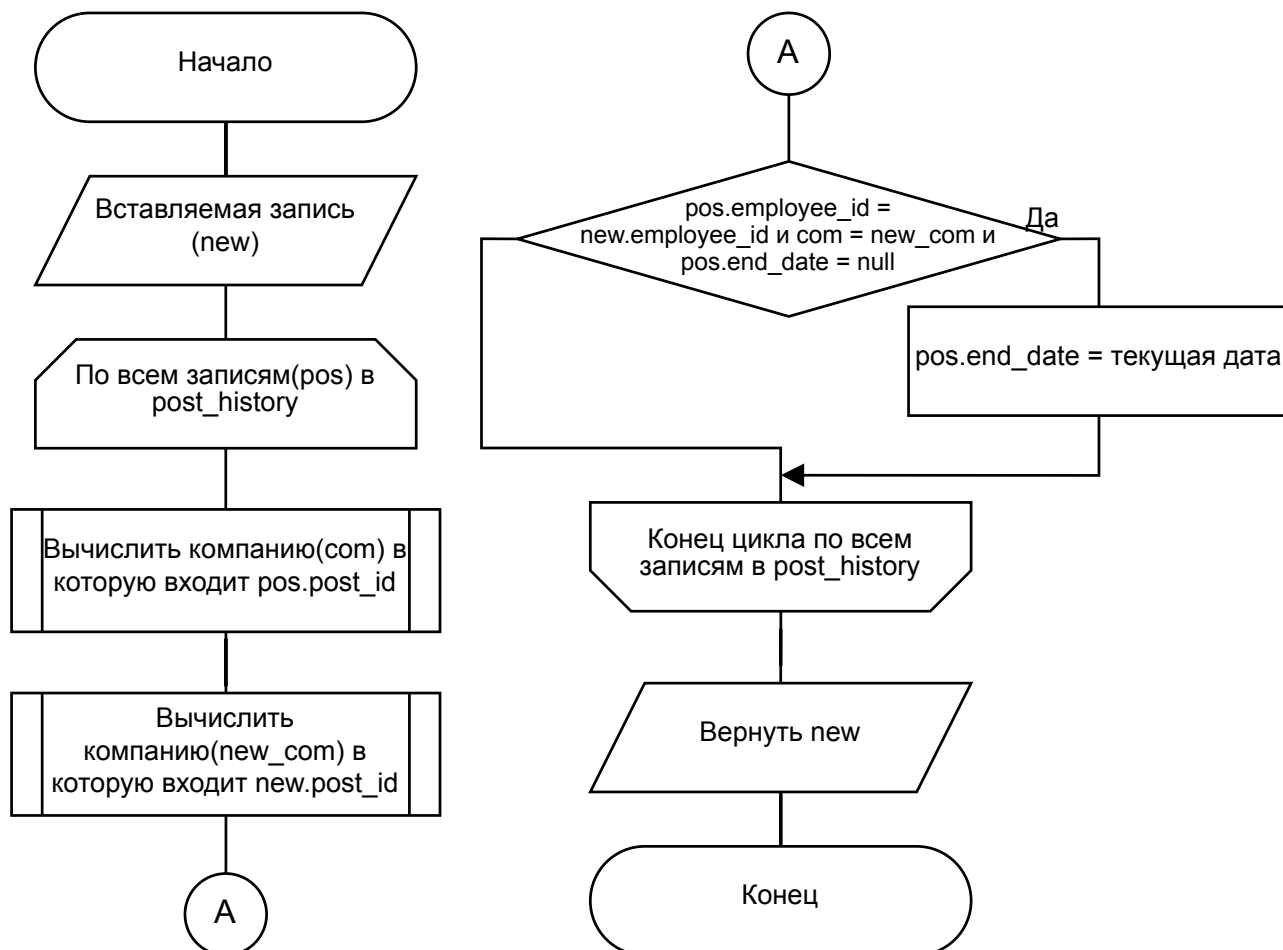 Начало
Вставляемая запись
(new)
По всем записям(pos) в
post_history
Вычислить компанию(com) в
которую входит pos.post_id
Вычислить
компанию(new_com) в
которую входит new.post_id
А
А
pos.employee_id =
new.employee_id и com = new_com и
pos.end_date = null
Да
pos.end_date = текущая дата
Конец цикла по всем
записям в post_history
Вернуть new
Конец